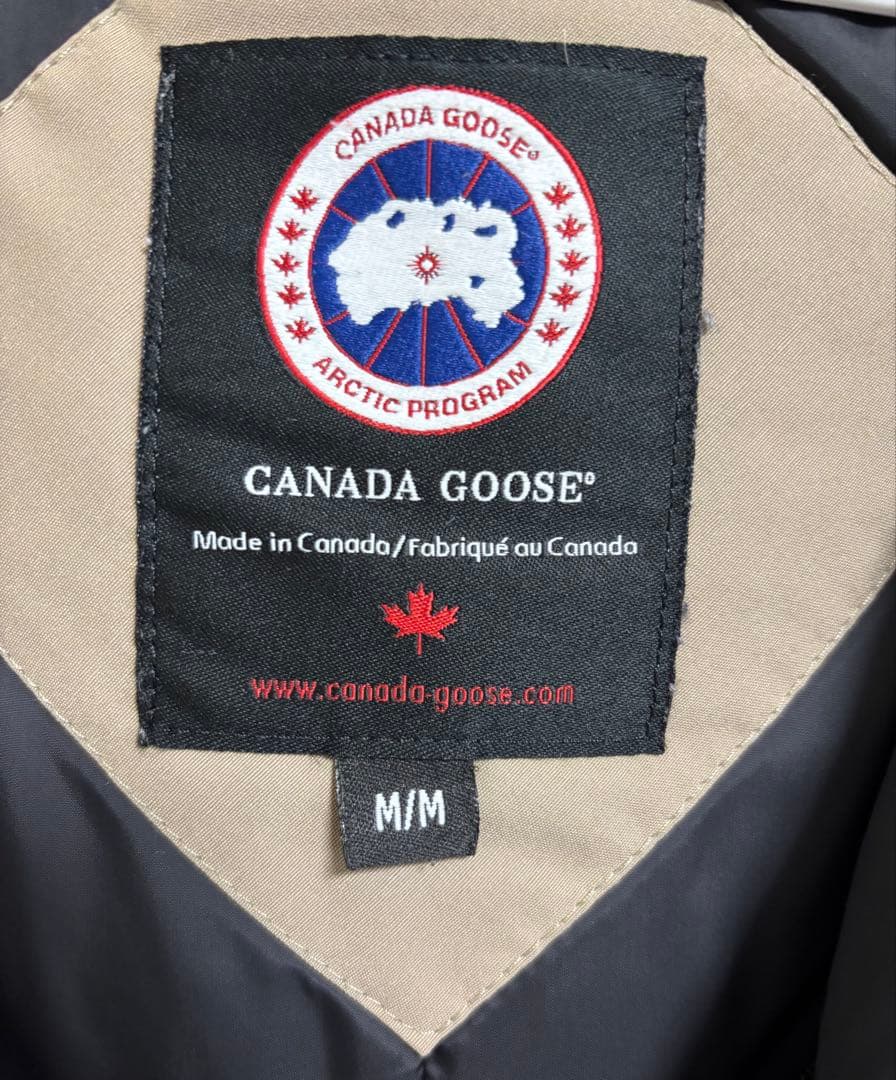 CANADA GOOSE®
ARCTIC PROGRAM
CANADA GOOSE®
Made in Canada/Fabriqué au Canada
www.canada-goose.com
M/M